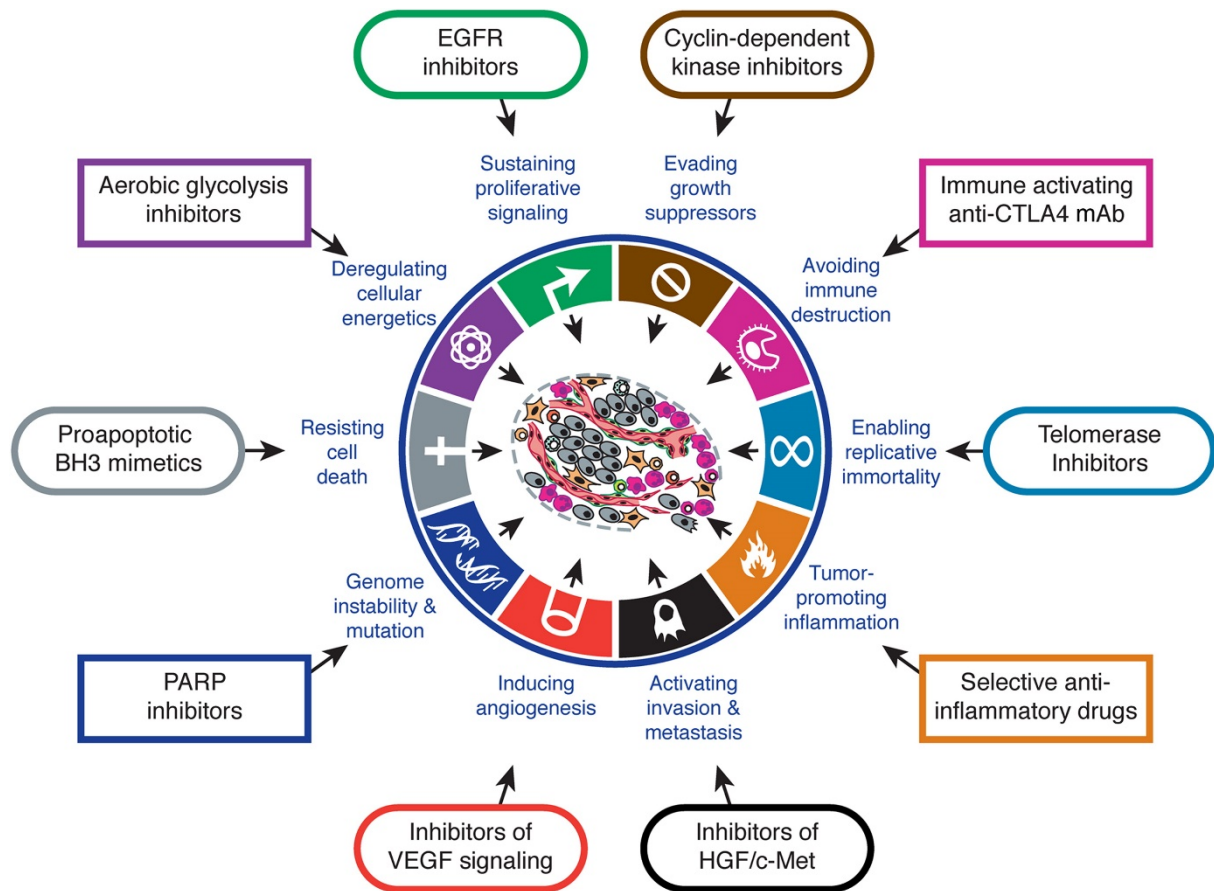 EGFR
inhibitors
Cyclin-dependent
kinase inhibitors
Sustaining
proliferative
signaling
Evading
growth
suppressors
Aerobic glycolysis
inhibitors
Immune activating
anti-CTLA4 mAb
Deregulating
cellular
energetics
Avoiding
immune
destruction
Proapoptotic
BH3 mimetics
Resisting
cell
death
Enabling
replicative
immortality
Telomerase
Inhibitors
Genome
instability &
mutation
Tumor-
promoting
inflammation
PARP
inhibitors
Inducing
angiogenesis
Activating
invasion &
metastasis
Selective anti-
inflammatory drugs
Inhibitors of
VEGF signaling
Inhibitors of
HGF/c-Met